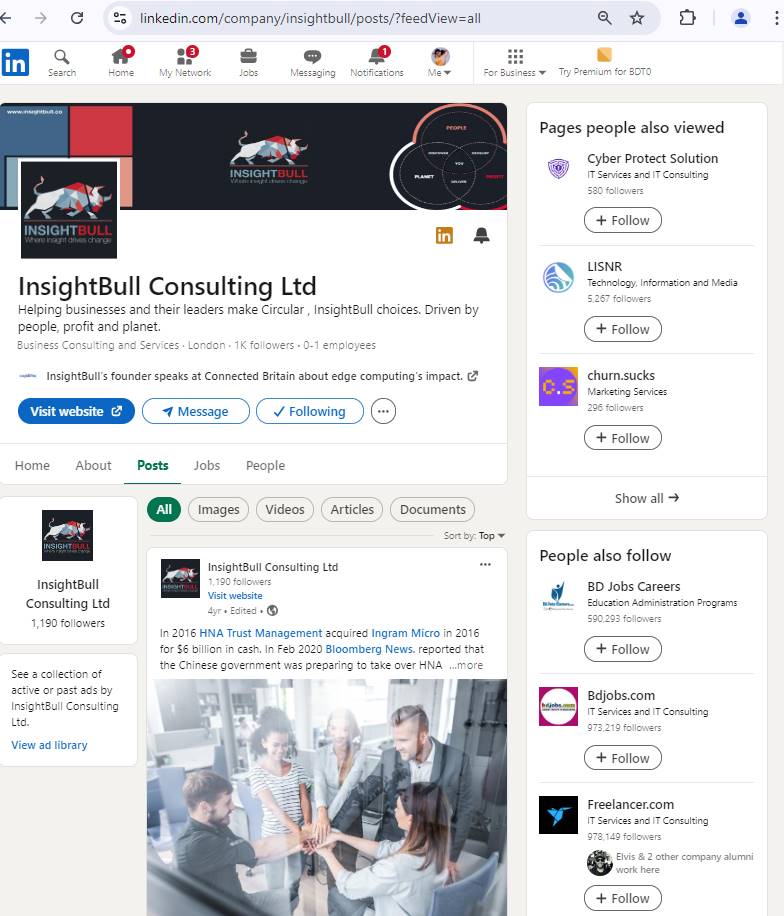 linkedin.com/company/insightbull/posts/?feedView=all
in
Search
Home
3
My Network
Jobs
Messaging
1
Notifications
Me
For Business
Try Premium for BDT0
www.insightbull.co
INSIGHTBULL
Where insight drives change
PEOPLE
DISCOVER
DEVELOP
YOU
PLANET
PROFIT
DELIVER
INSIGHTBULL
Where insight drives change
in
InsightBull Consulting Ltd
Helping businesses and their leaders make Circular , InsightBull choices. Driven by
people, profit and planet.
Business Consulting and Services · London · 1K followers · 0-1 employees
InsightBull's founder speaks at Connected Britain about edge computing's impact.
Visit website
Message
Following
Home
About
Posts
Jobs
People
INSIGHTBULL
InsightBull
Consulting Ltd
1,190 followers
See a collection of
active or past ads by
InsightBull Consulting
Ltd.
View ad library
All
Images
Videos
Articles
Documents
Sort by: Top
INSIGHTBULL
InsightBull Consulting Ltd
1,190 followers
Visit website
4yr • Edited •
In 2016 HNA Trust Management acquired Ingram Micro in 2016
for $6 billion in cash. In Feb 2020 Bloomberg News. reported that
the Chinese government was preparing to take over HNA ...more
Pages people also viewed
Cyber Protect Solution
IT Services and IT Consulting
580 followers
+ Follow
LISNR
Technology, Information and Media
5,267 followers
+ Follow
c.s
churn.sucks
Marketing Services
296 followers
+ Follow
Show all →
People also follow
BD Jobs Careers
Education Administration Programs
590,293 followers
+ Follow
bdjobs.com
Bdjobs.com
IT Services and IT Consulting
973,219 followers
+ Follow
Freelancer.com
IT Services and IT Consulting
978,149 followers
Elvis & 2 other company alumni
work here
+ Follow